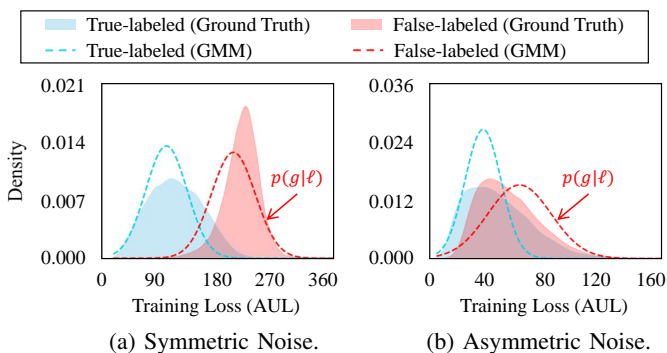 True-labeled (Ground Truth) False-labeled (Ground Truth)
True-labeled (GMM) False-labeled (GMM)
Density
0.021
0.014
0.007
0.000
p(g|ℓ)
0 90 180 270 360
Training Loss (AUL)
(a) Symmetric Noise.
0.036
0.024
0.012
0.000
p(g|ℓ)
0 40 80 120 160
Training Loss (AUL)
(b) Asymmetric Noise.